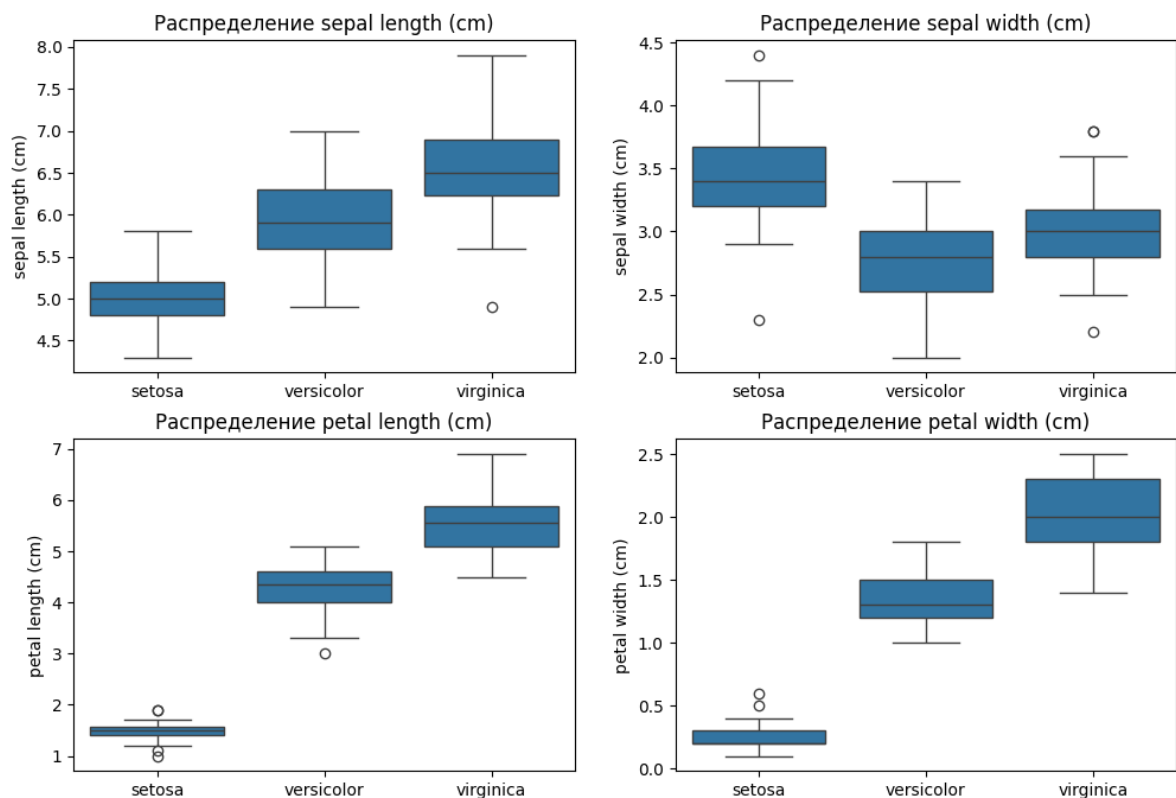 Распределение sepal length (cm)
sepal length (cm)
8.0
7.5
7.0
6.5
6.0
5.5
5.0
4.5
setosa versicolor virginica
Распределение sepal width (cm)
sepal width (cm)
4.5
4.0
3.5
3.0
2.5
2.0
setosa versicolor virginica
Распределение petal length (cm)
petal length (cm)
7
6
5
4
3
2
1
setosa versicolor virginica
Распределение petal width (cm)
petal width (cm)
2.5
2.0
1.5
1.0
0.5
0.0
setosa versicolor virginica